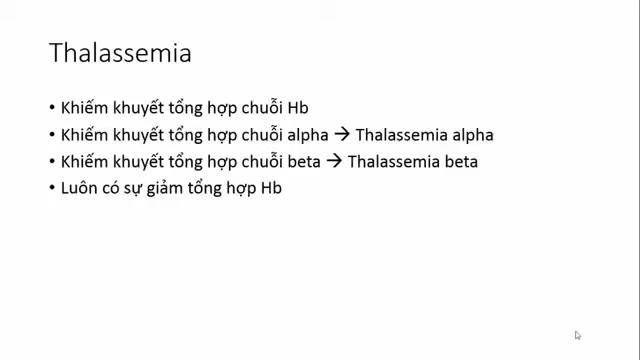 Thalassemia
• Khiếm khuyết tổng hợp chuỗi Hb
• Khiếm khuyết tổng hợp chuỗi alpha → Thalassemia alpha
• Khiếm khuyết tổng hợp chuỗi beta → Thalassemia beta
• Luôn có sự giảm tổng hợp Hb